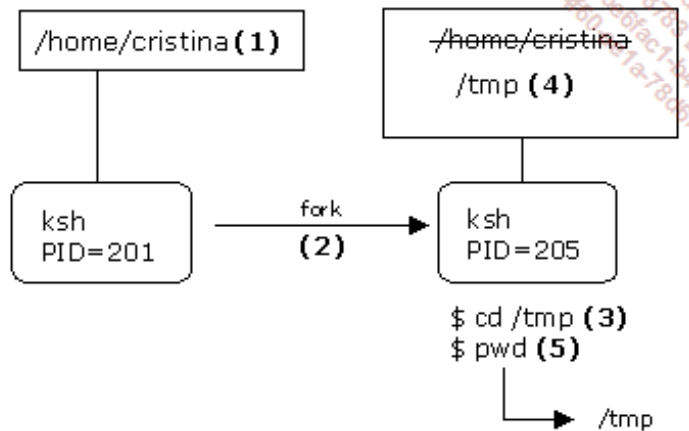 /home/cristina (1)
/home/cristina
/tmp (4)
ksh
PID=201
fork
(2)
ksh
PID=205
$ cd /tmp (3)
$ pwd (5)
/tmp